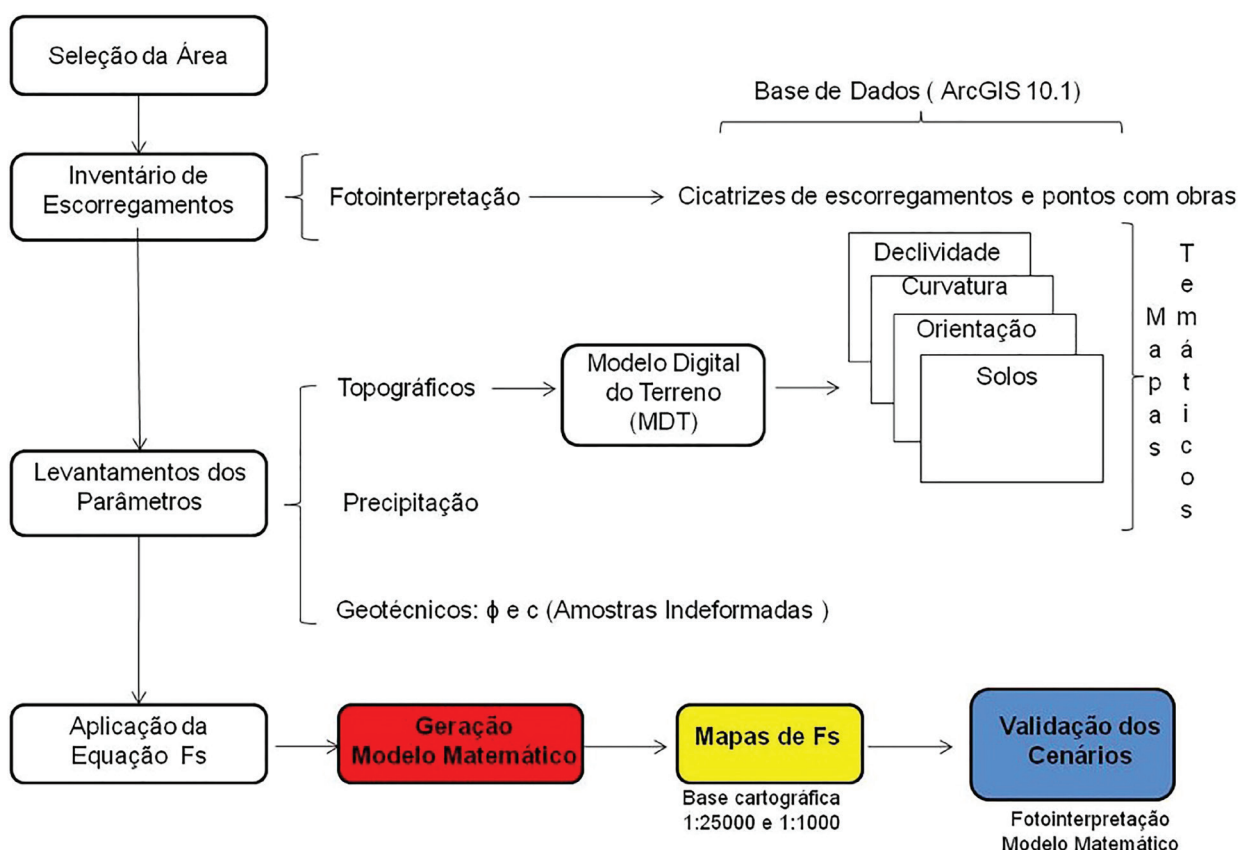 Seleção da Área
Base de Dados ( ArcGIS 10.1)
Inventário de
Escorregamentos
Fotointerpretação
Cicatrizes de escorregamentos e pontos com obras
Declividade
Curvatura
Orientação
Solos
Mapas
Temáticos
Topográficos
Modelo Digital
do Terreno
(MDT)
Levantamentos dos
Parâmetros
Precipitação
Geotécnicos: ϕ e c (Amostras Indeformadas )
Aplicação da
Equação Fs
Geração
Modelo Matemático
Mapas de Fs
Base cartográfica
1:25000 e 1:1000
Validação dos
Cenários
Fotointerpretação
Modelo Matemático